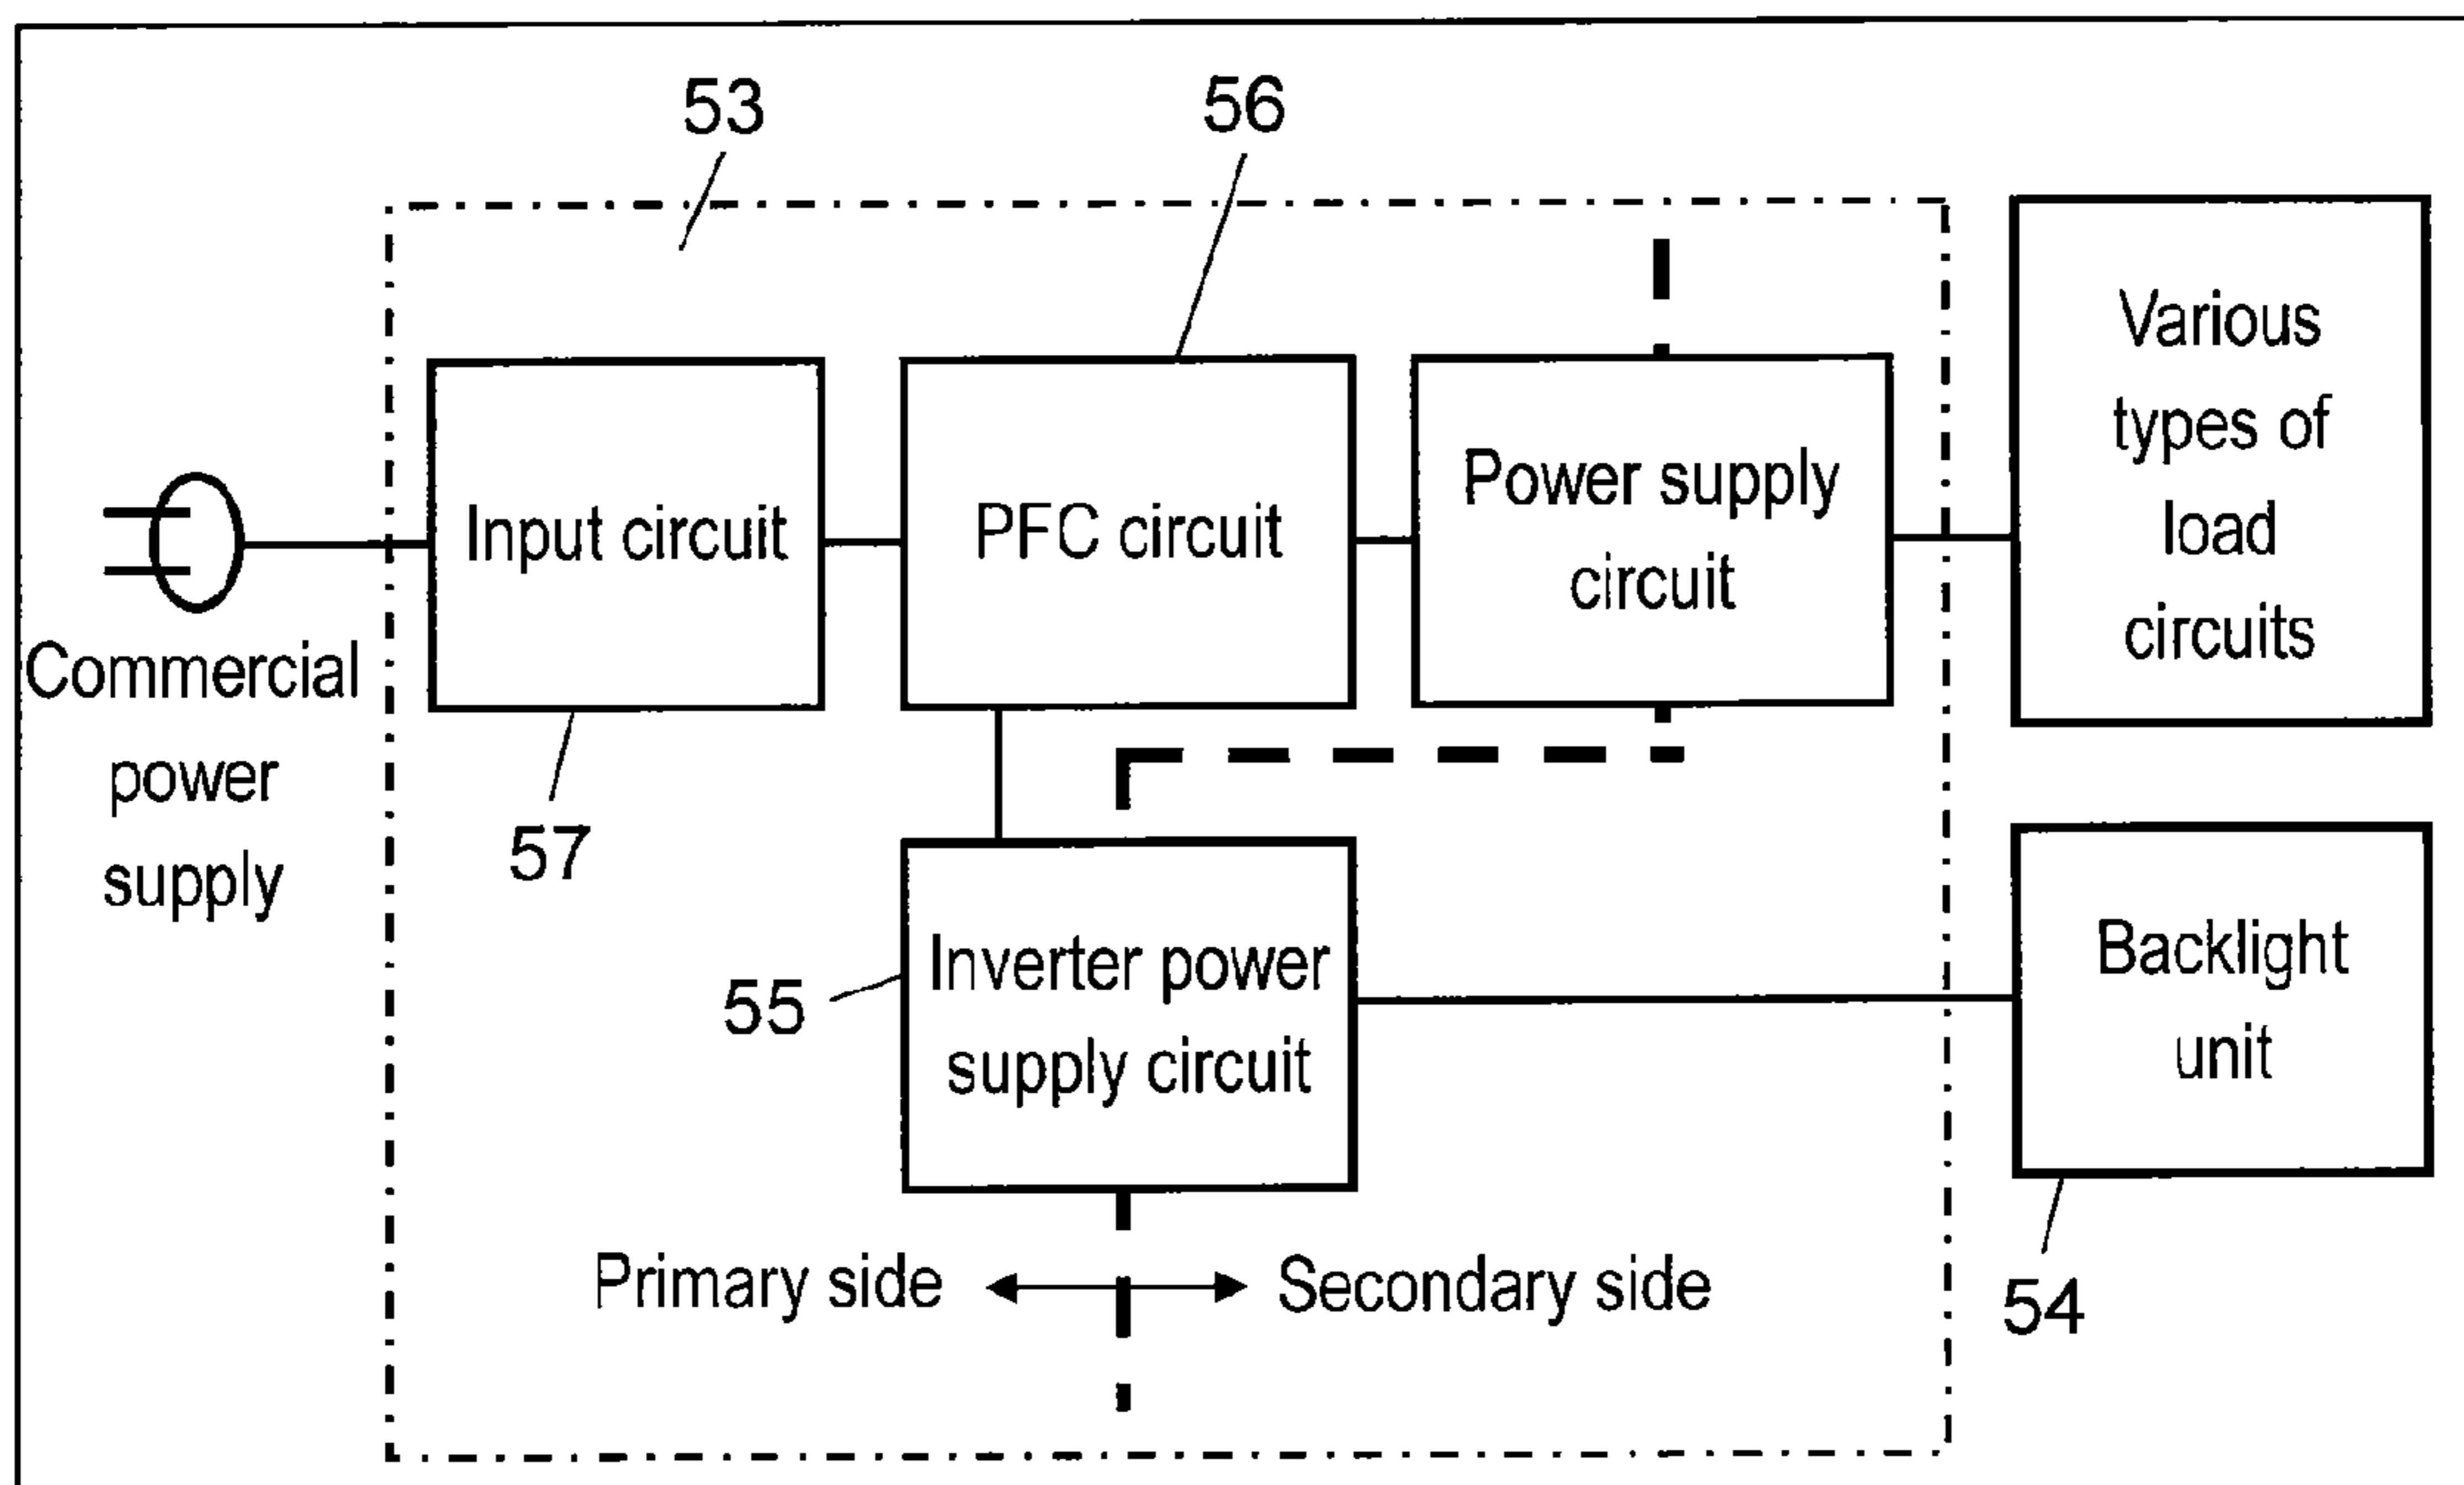 53
56
Various
types of
load
circuits
Input circuit
PFC circuit
Power supply
circuit
Commercial
power
supply
57
55
Inverter power
supply circuit
Backlight
unit
Primary side
Secondary side
54